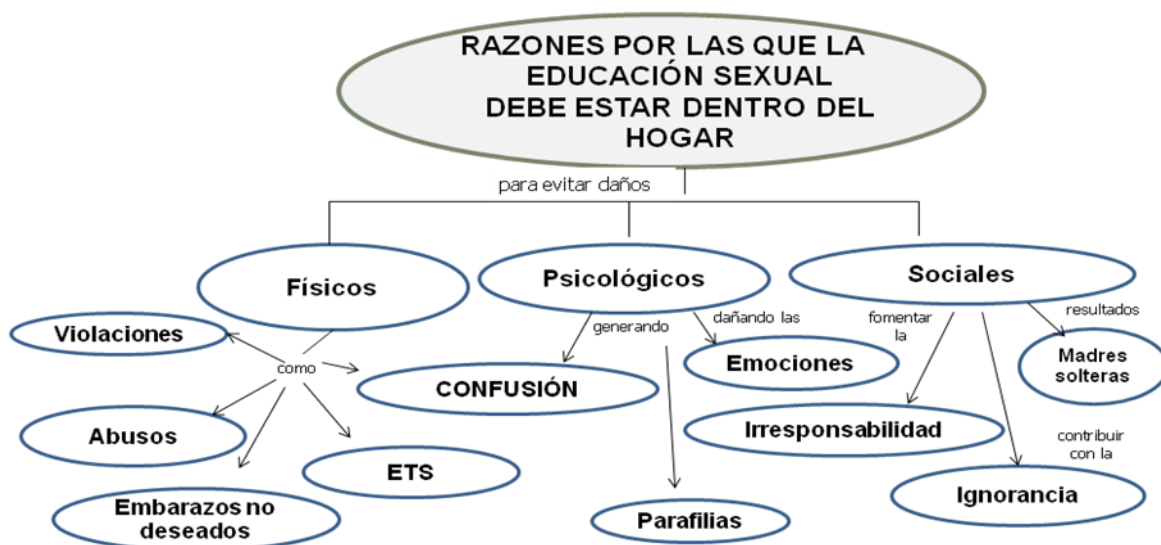 RAZONES POR LAS QUE LA
EDUCACIÓN SEXUAL
DEBE ESTAR DENTRO DEL
HOGAR
para evitar daños
Físicos
Psicológicos
Sociales
Violaciones
como
generando
dañando las
fomentar
la
resultados
CONFUSIÓN
Emociones
Madres
solteras
Abusos
Irresponsabilidad
ETS
contribuir
con la
Embarazos no
deseados
Parafilias
Ignorancia